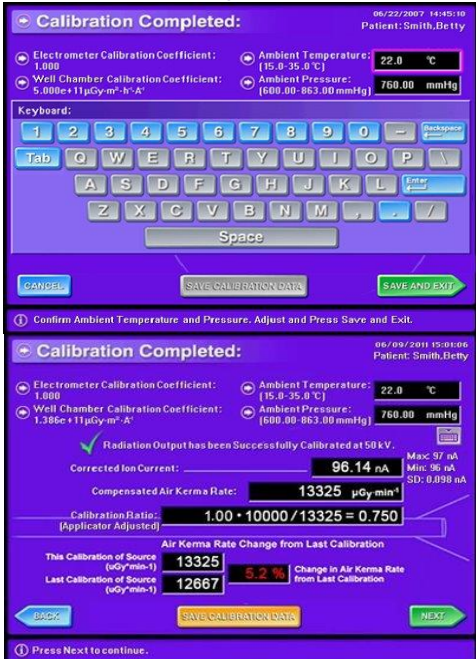 Calibration Completed:
06/22/2007 14:45:10
Patient: Smith, Betty
Electrometer Calibration Coefficient:
1.000
Ambient Temperature:
(15.0-35.0 °C)
22.0 °C
Well Chamber Calibration Coefficient:
5.000e+11 µGy·m²·h⁻¹·A⁻¹
Ambient Pressure:
(600.00-863.00 mmHg)
760.00 mmHg
Keyboard:
1 2 3 4 5 6 7 8 9 0 - Backspace
Tab Q W E R T Y U I O P \
A S D F G H J K L Enter
Z X C V B N M , . /
Space
CANCEL SAVE CALIBRATION DATA SAVE AND EXIT
Confirm Ambient Temperature and Pressure. Adjust and Press Save and Exit.
Calibration Completed:
06/09/2011 15:01:06
Patient: Smith, Betty
Electrometer Calibration Coefficient:
1.000
Ambient Temperature:
(15.0-35.0 °C)
22.0 °C
Well Chamber Calibration Coefficient:
1.386e+11 µGy·m²·A⁻¹
Ambient Pressure:
(600.00-863.00 mmHg)
760.00 mmHg
Radiation Output has been Successfully Calibrated at 50 kV.
Corrected Ion Current: 96.14 nA
Max: 97 nA
Min: 96 nA
SD: 0.098 nA
Compensated Air Kerma Rate: 13325 µGy·min⁻¹
Calibration Ratio: 1.00 • 10000 / 13325 = 0.750
(Applicator Adjusted)
Air Kerma Rate Change from Last Calibration
This Calibration of Source
(uGy*min-1)
13325
Last Calibration of Source
(uGy*min-1)
12667
5.2 %
Change in Air Kerma Rate
from Last Calibration
BACK SAVE CALIBRATION DATA NEXT
Press Next to continue.